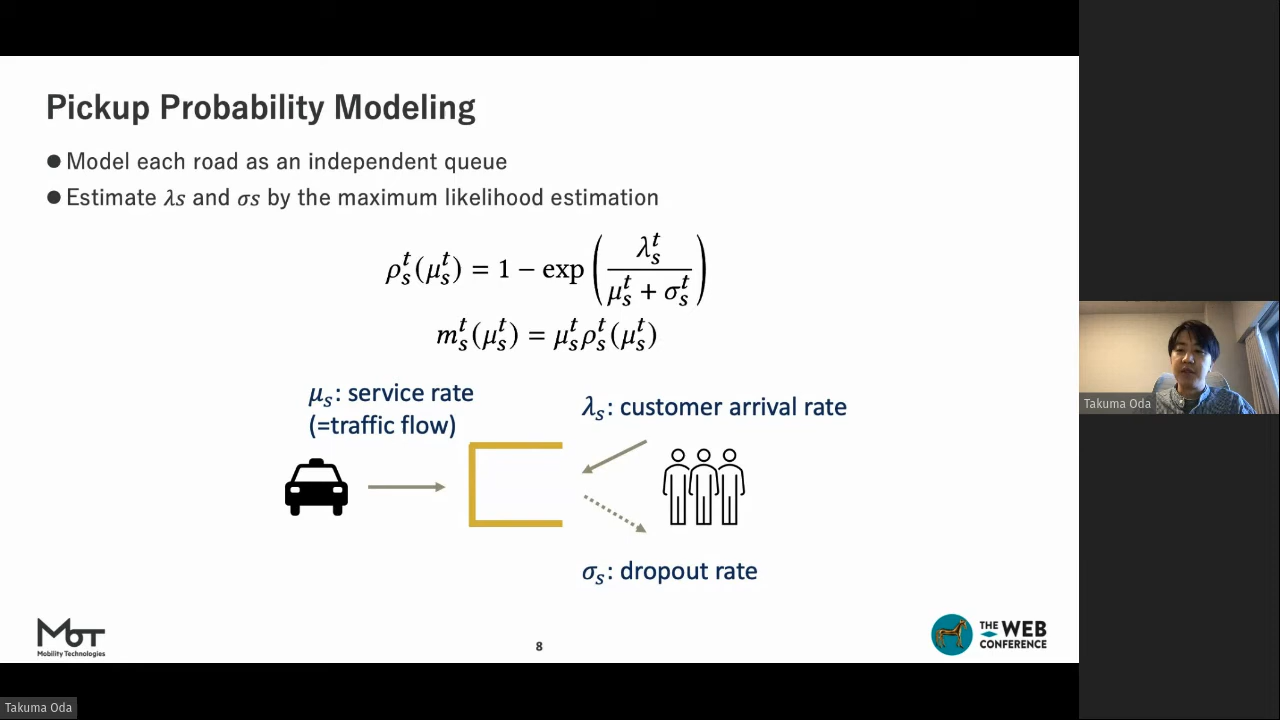 Pickup Probability Modeling
● Model each road as an independent queue
● Estimate λs and σs by the maximum likelihood estimation
ρ_s^t(μ_s^t) = 1 − exp(λ_s^t / (μ_s^t + σ_s^t))
m_s^t(μ_s^t) = μ_s^t ρ_s^t(μ_s^t)
μ_s: service rate
(=traffic flow)
λ_s: customer arrival rate
σ_s: dropout rate
MoT
Mobility Technologies
8
THE WEB
CONFERENCE
Takuma Oda
Takuma Oda